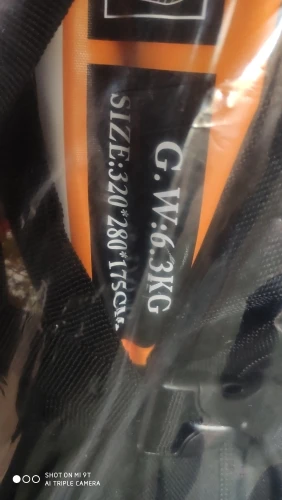 G.W:6.3KG
SIZE:320*280*175CM
SHOT ON MI 9T
AI TRIPLE CAMERA